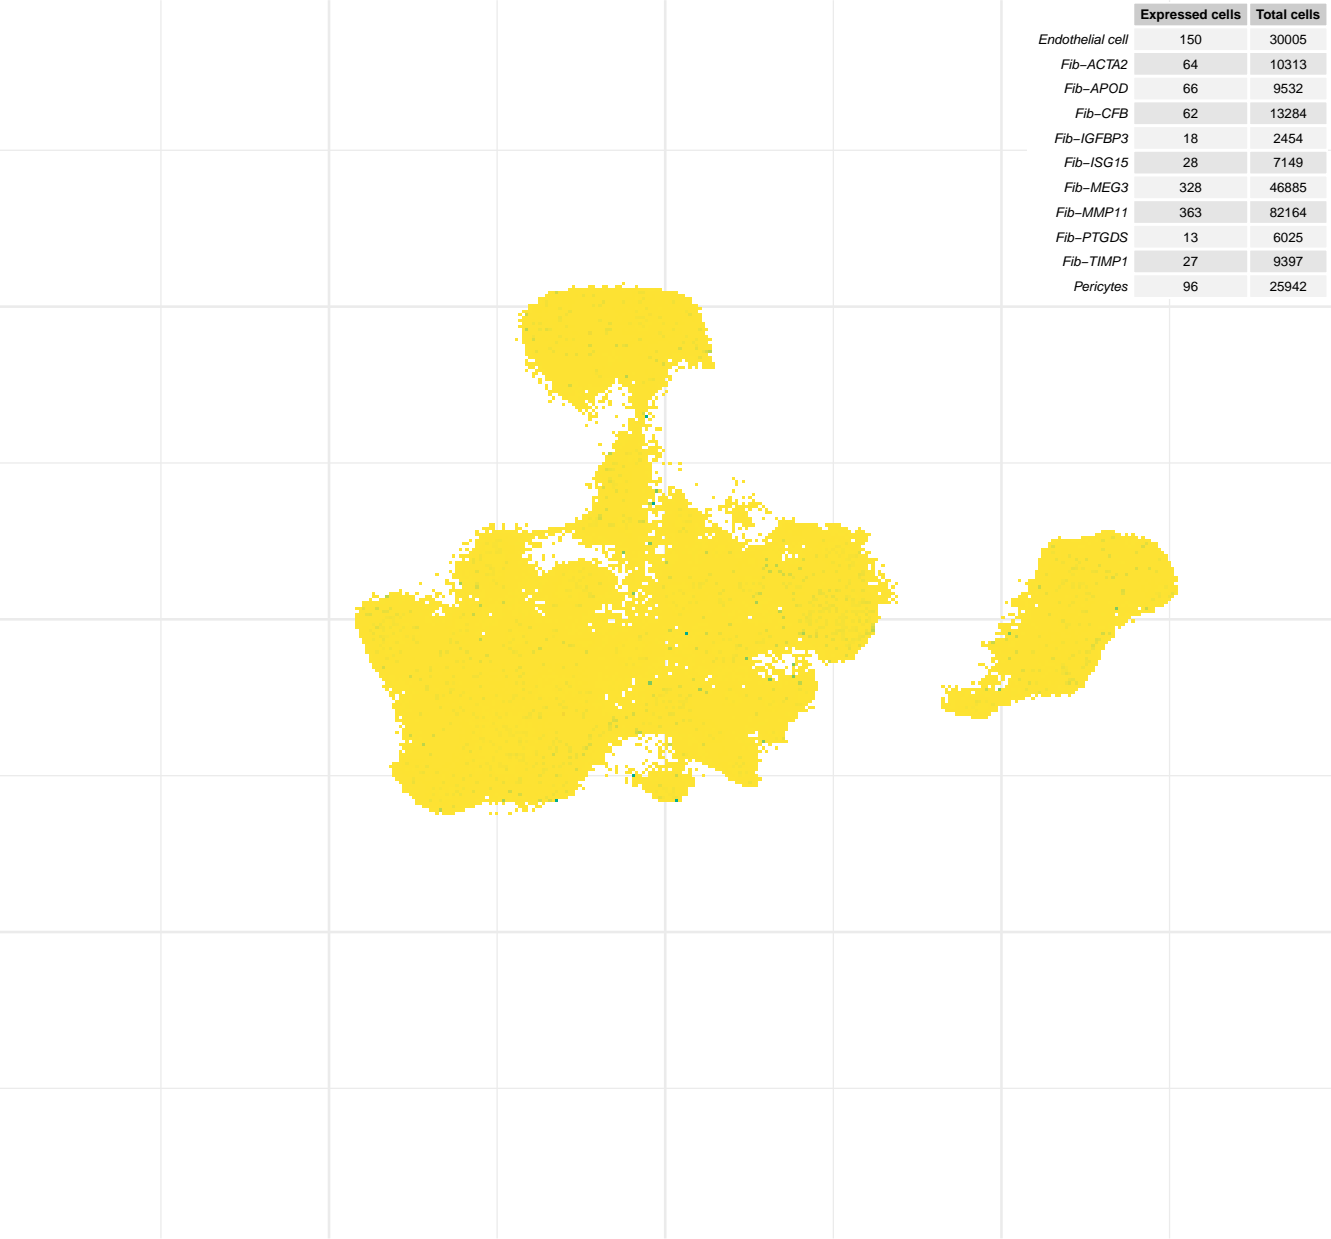 Expressed cells Total cells
Endothelial cell 150 30005
Fib−ACTA2 64 10313
Fib−APOD 66 9532
Fib−CFB 62 13284
Fib−IGFBP3 18 2454
Fib−ISG15 28 7149
Fib−MEG3 328 46885
Fib−MMP11 363 82164
Fib−PTGDS 13 6025
Fib−TIMP1 27 9397
Pericytes 96 25942